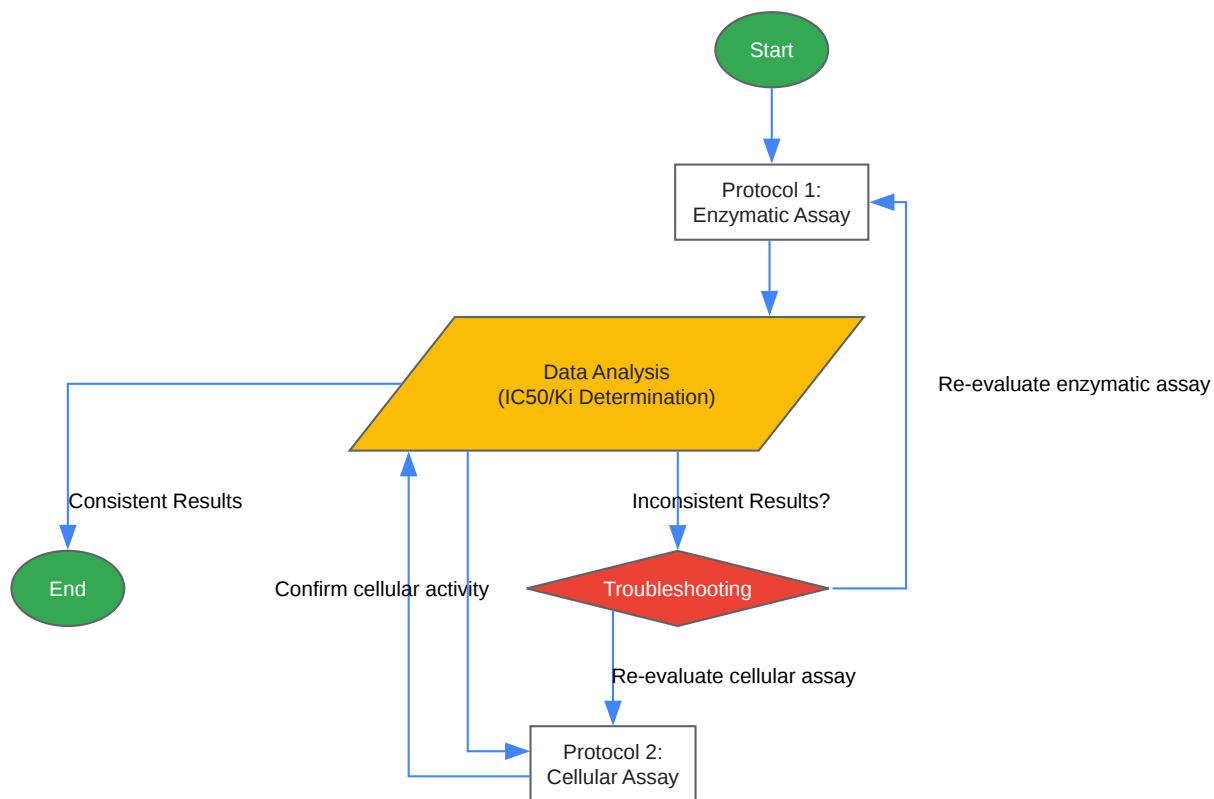 Start
Protocol 1:
Enzymatic Assay
Data Analysis
(IC50/Ki Determination)
Re-evaluate enzymatic assay
Consistent Results
Inconsistent Results?
End
Confirm cellular activity
Troubleshooting
Re-evaluate cellular assay
Protocol 2:
Cellular Assay